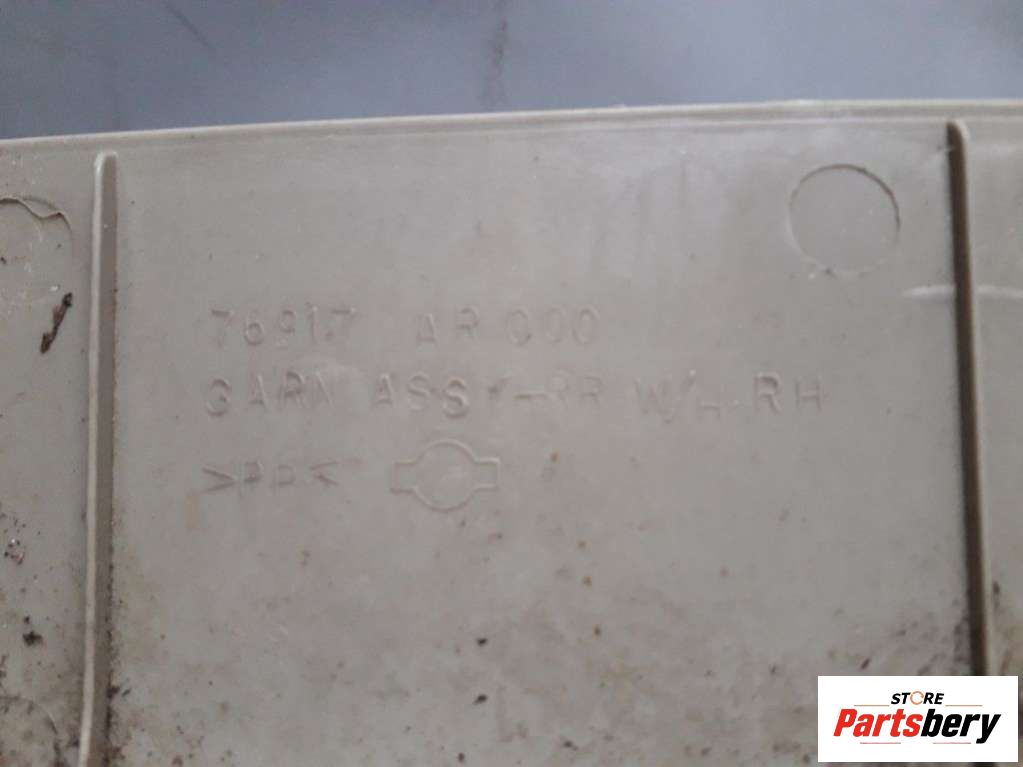 76917 AR000
GARN ASSY-RR W/H RH
>PP<
STORE
Partsbery